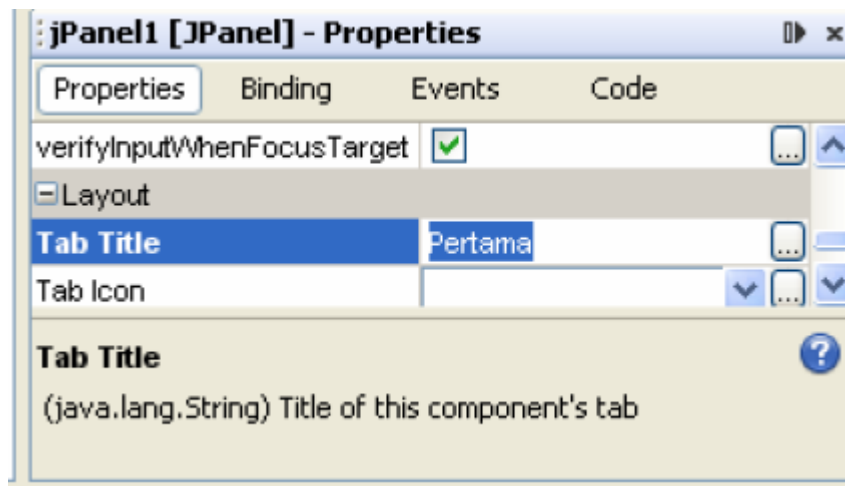 jPanel1 [JPanel] - Properties
Properties Binding Events Code
verifyInputWhenFocusTarget ...
Layout
Tab Title Pertama ...
Tab Icon ...
Tab Title
(java.lang.String) Title of this component's tab